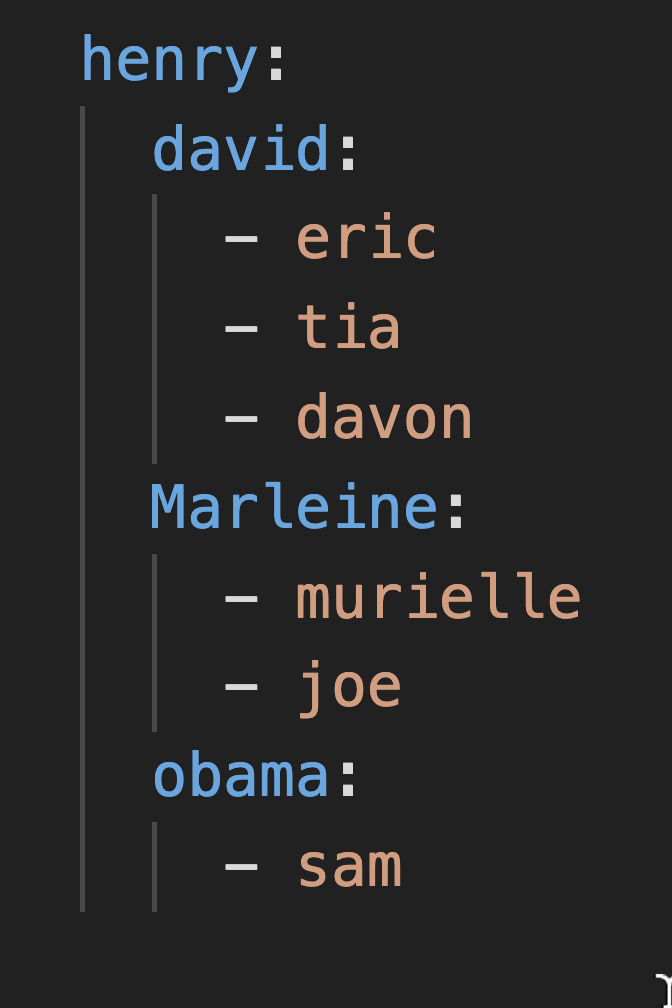 henry:
  david:
    - eric
    - tia
    - davon
  Marleine:
    - murielle
    - joe
  obama:
    - sam